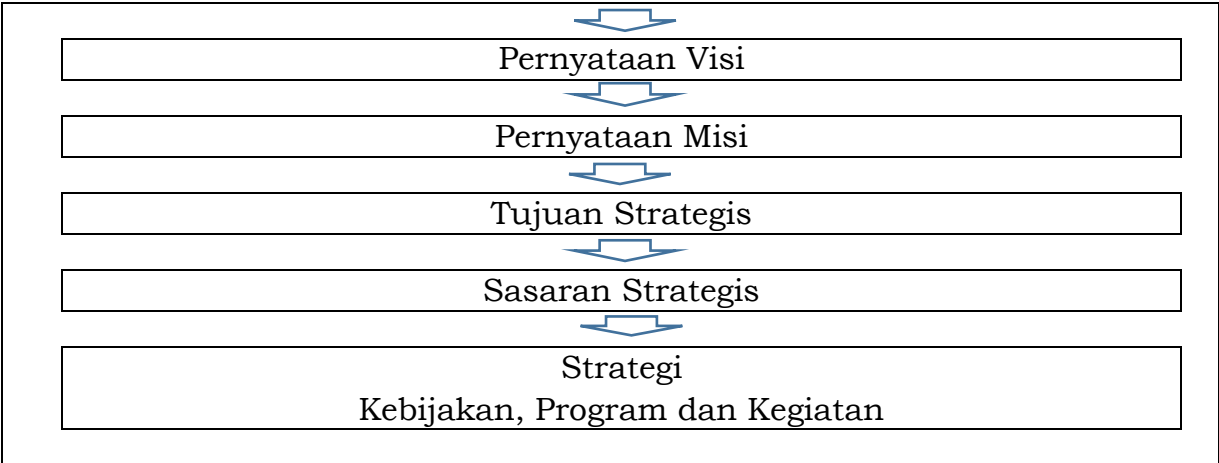 Pernyataan Visi
Pernyataan Misi
Tujuan Strategis
Sasaran Strategis
Strategi
Kebijakan, Program dan Kegiatan